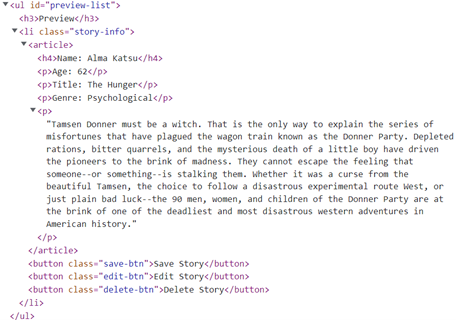 <ul id="preview-list">
<h3>Preview</h3>
<li class="story-info">
<article>
<h4>Name: Alma Katsu</h4>
<p>Age: 62</p>
<p>Title: The Hunger</p>
<p>Genre: Psychological</p>
<p>
"Tamsen Donner must be a witch. That is the only way to explain the series of
misfortunes that have plagued the wagon train known as the Donner Party. Depleted
rations, bitter quarrels, and the mysterious death of a little boy have driven
the pioneers to the brink of madness. They cannot escape the feeling that
someone--or something--is stalking them. Whether it was a curse from the
beautiful Tamsen, the choice to follow a disastrous experimental route West, or
just plain bad luck--the 90 men, women, and children of the Donner Party are at
the brink of one of the deadliest and most disastrous western adventures in
American history."
</p>
</article>
<button class="save-btn">Save Story</button>
<button class="edit-btn">Edit Story</button>
<button class="delete-btn">Delete Story</button>
</li>
</ul>